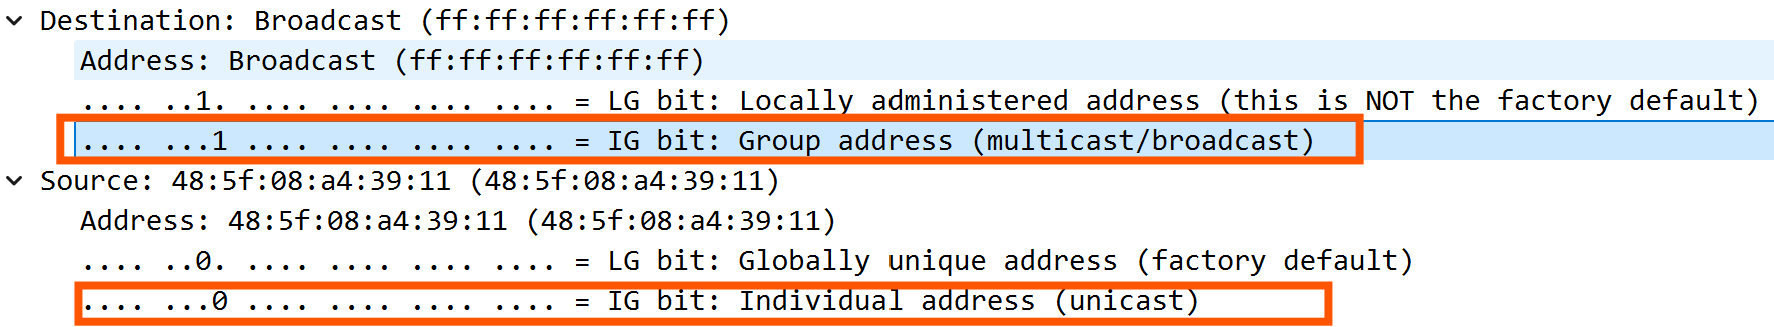 Destination: Broadcast (ff:ff:ff:ff:ff:ff)
Address: Broadcast (ff:ff:ff:ff:ff:ff)
.... ..1. .... .... .... .... = LG bit: Locally administered address (this is NOT the factory default)
.... ...1 .... .... .... .... = IG bit: Group address (multicast/broadcast)
Source: 48:5f:08:a4:39:11 (48:5f:08:a4:39:11)
Address: 48:5f:08:a4:39:11 (48:5f:08:a4:39:11)
.... ..0. .... .... .... .... = LG bit: Globally unique address (factory default)
.... ...0 .... .... .... .... = IG bit: Individual address (unicast)